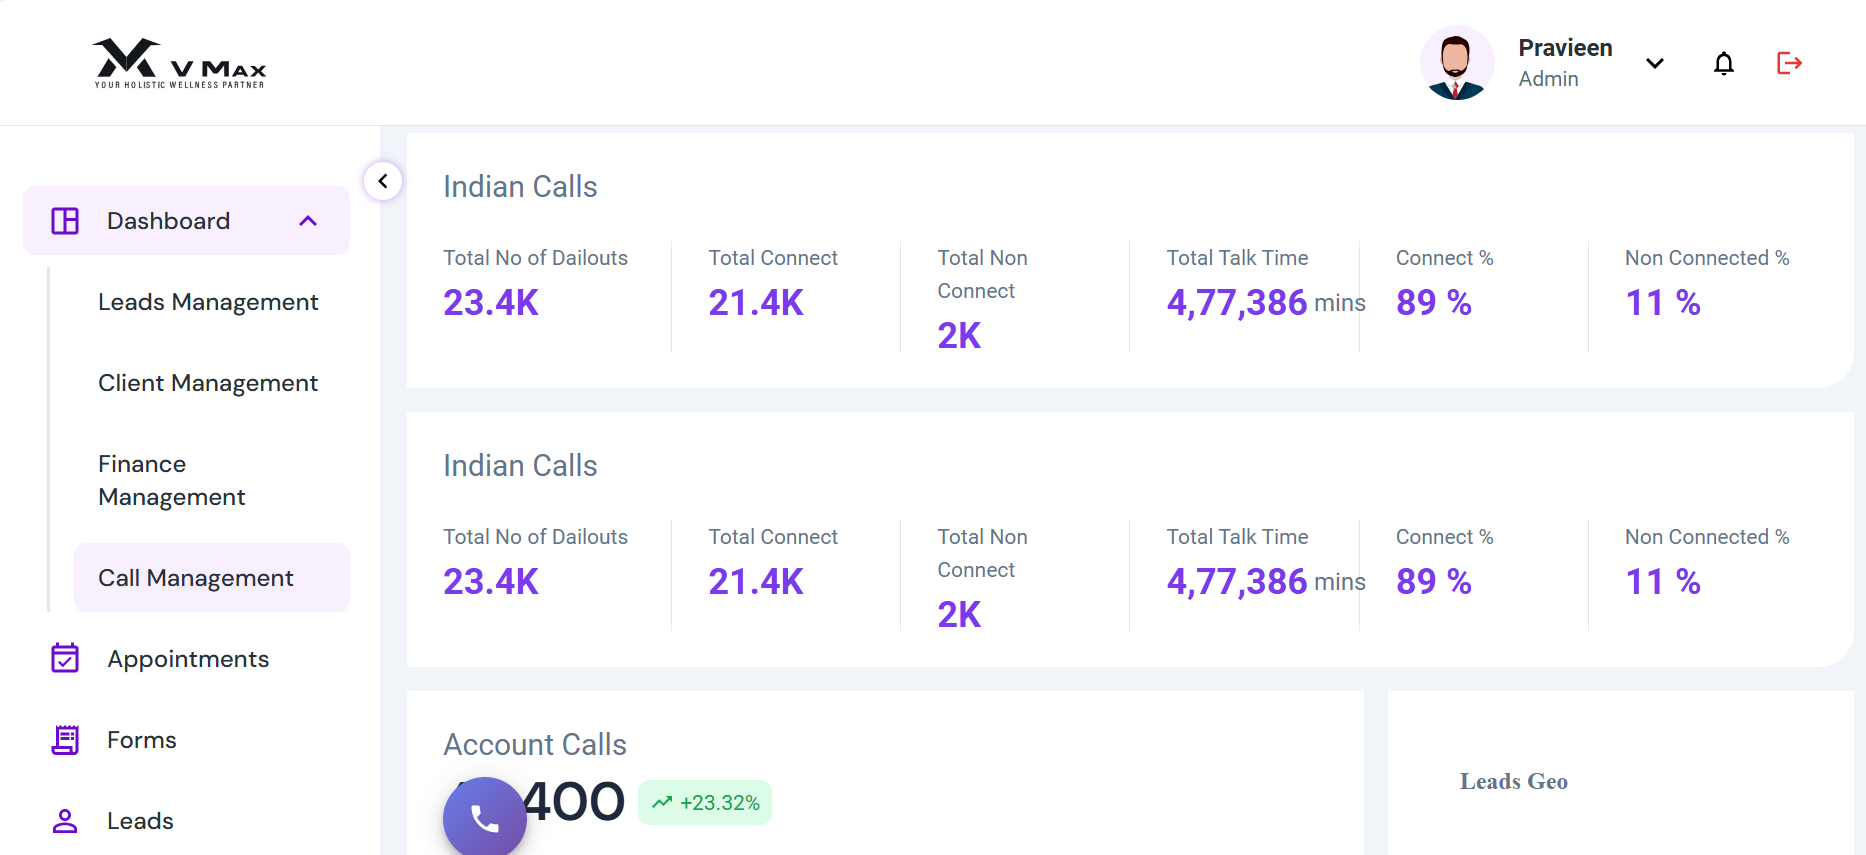 V MAX
YOUR HOLISTIC WELLNESS PARTNER
Pravieen
Admin
Dashboard
Leads Management
Client Management
Finance
Management
Call Management
Appointments
Forms
Leads
Indian Calls
Total No of Dailouts
23.4K
Total Connect
21.4K
Total Non
Connect
2K
Total Talk Time
4,77,386 mins
Connect %
89 %
Non Connected %
11 %
Indian Calls
Total No of Dailouts
23.4K
Total Connect
21.4K
Total Non
Connect
2K
Total Talk Time
4,77,386 mins
Connect %
89 %
Non Connected %
11 %
Account Calls
400
+23.32%
Leads Geo